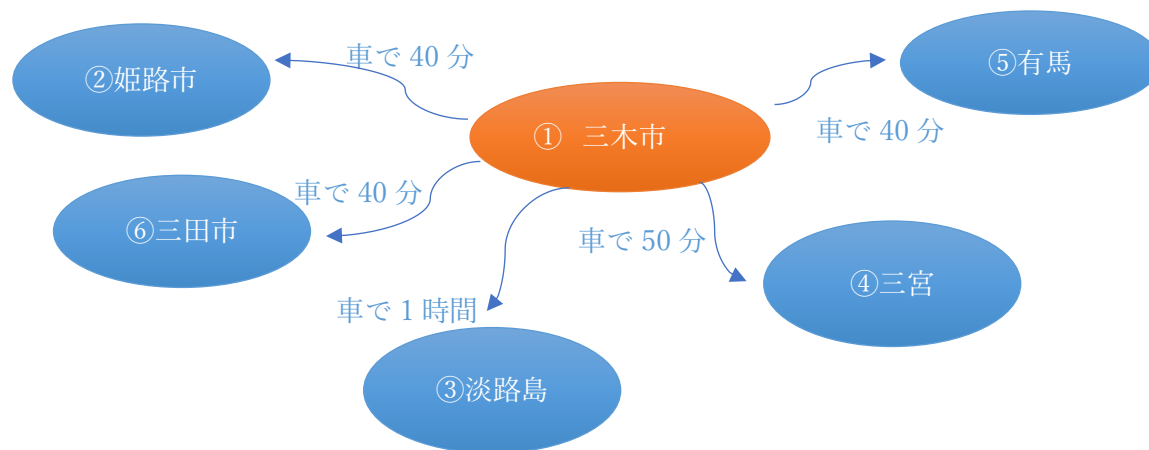 ②姫路市
車で 40 分
① 三木市
⑤有馬
車で 40 分
⑥三田市
車で 40 分
車で 50 分
④三宮
車で 1 時間
③淡路島